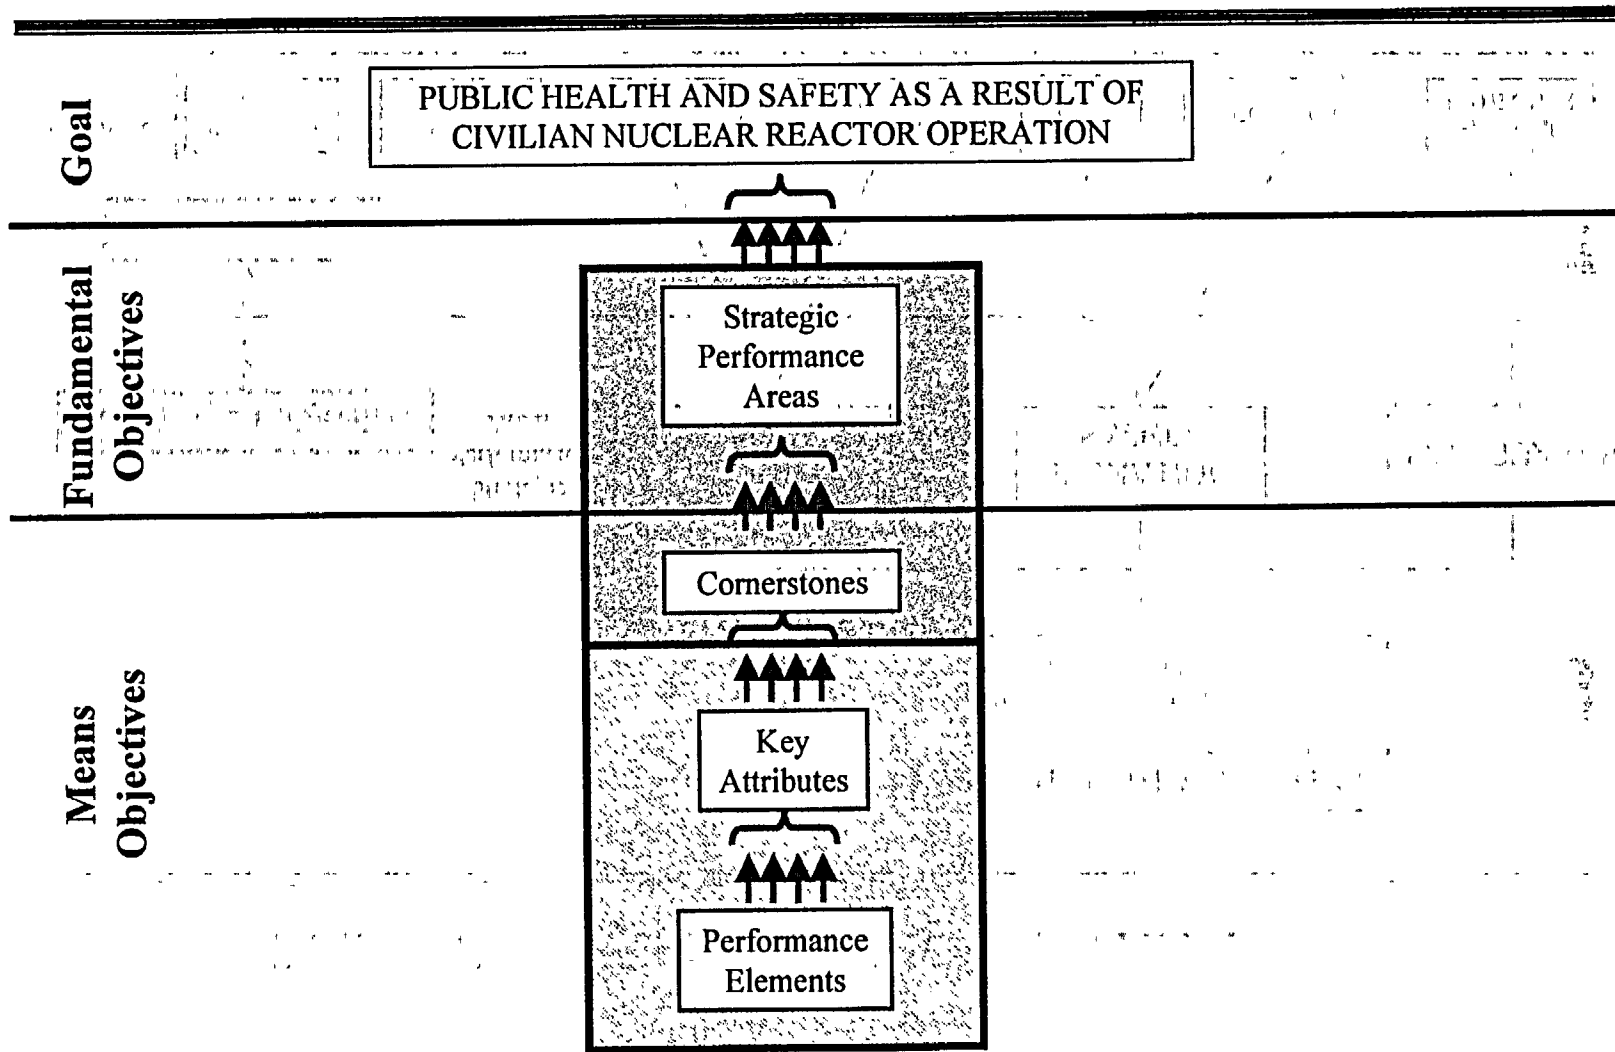 Goal
PUBLIC HEALTH AND SAFETY AS A RESULT OF
CIVILIAN NUCLEAR REACTOR OPERATION
Fundamental
Objectives
Strategic
Performance
Areas
Cornerstones
Means
Objectives
Key
Attributes
Performance
Elements